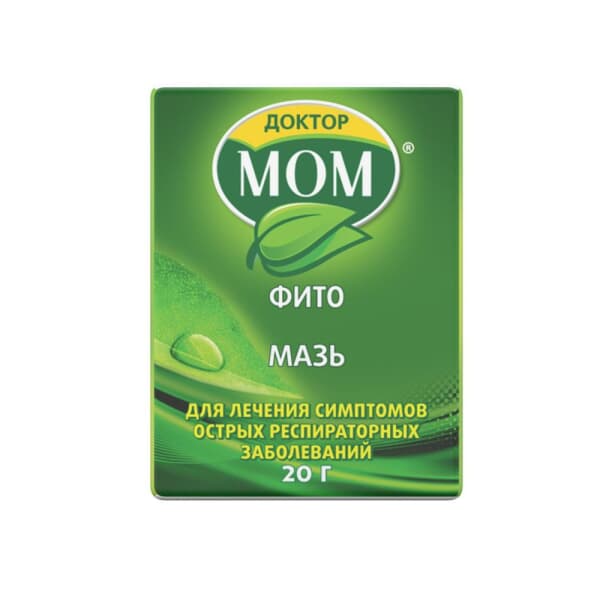 ДОКТОР
МОМ®
ФИТО
МАЗЬ
ДЛЯ ЛЕЧЕНИЯ СИМПТОМОВ
ОСТРЫХ РЕСПИРАТОРНЫХ
ЗАБОЛЕВАНИЙ
20 Г